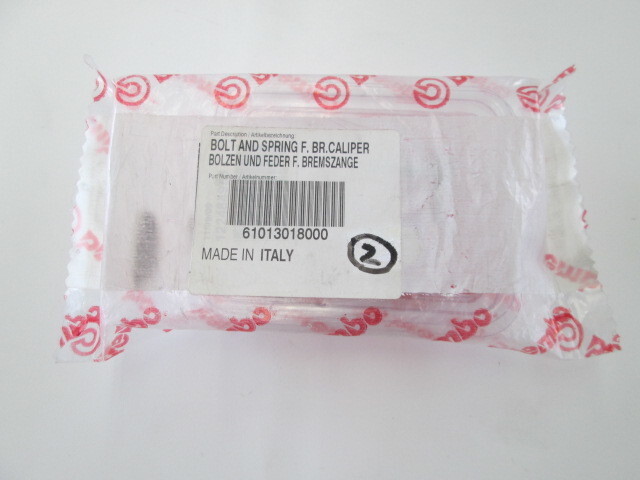 Part Description / Artikelbezeichnung:
BOLT AND SPRING F. BR.CALIPER
BOLZEN UND FEDER F. BREMSZANGE
Part Number / Artikelnummer:
61013018000
MADE IN ITALY
2
brembo